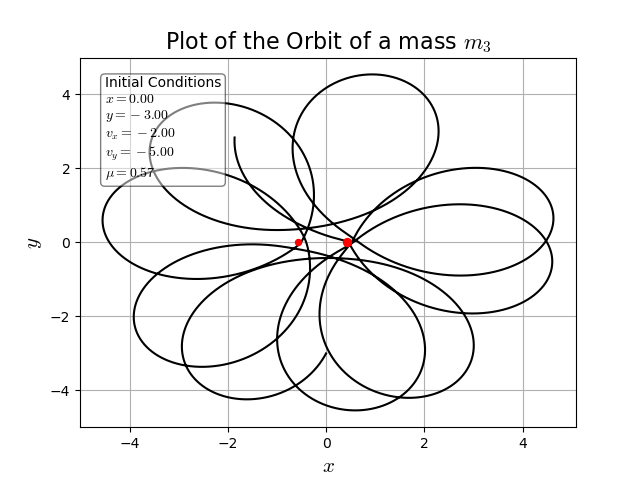 Plot of the Orbit of a mass m₃
Initial Conditions
x = 0.00
y = − 3.00
vₓ = − 2.00
v_y = − 5.00
μ = 0.57
4
2
0
−2
−4
y
−4
−2
0
2
4
x